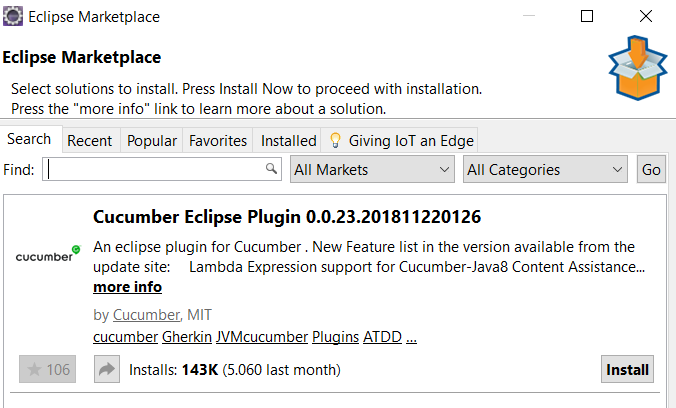 Eclipse Marketplace
Eclipse Marketplace
Select solutions to install. Press Install Now to proceed with installation.
Press the "more info" link to learn more about a solution.
Search Recent Popular Favorites Installed Giving IoT an Edge
Find: All Markets All Categories Go
Cucumber Eclipse Plugin 0.0.23.201811220126
cucumber
An eclipse plugin for Cucumber . New Feature list in the version available from the
update site: Lambda Expression support for Cucumber-Java8 Content Assistance...
more info
by Cucumber, MIT
cucumber Gherkin JVMcucumber Plugins ATDD ...
106 Installs: 143K (5.060 last month) Install